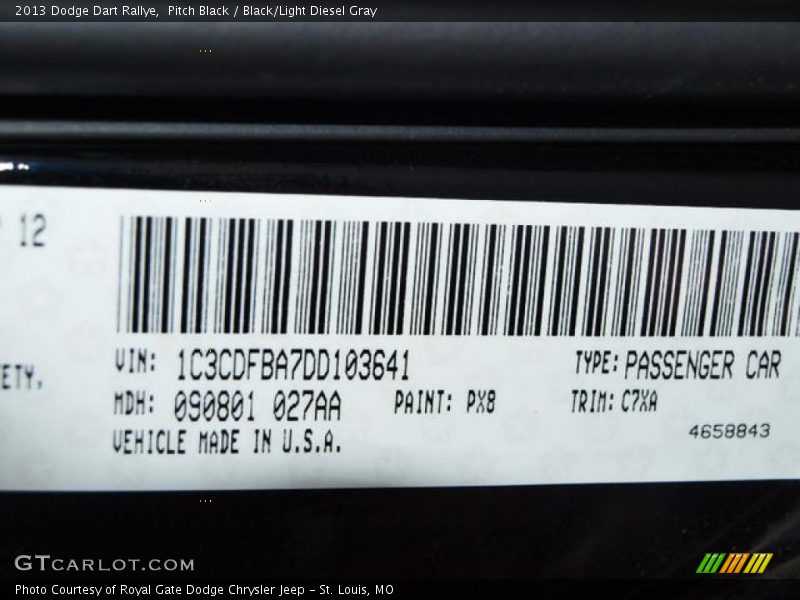 2013 Dodge Dart Rallye, Pitch Black / Black/Light Diesel Gray
12
ETY.
VIN: 1C3CDFBA7DD103641
TYPE: PASSENGER CAR
MDH: 090801 027AA
PAINT: PX8
TRIM: C7XA
VEHICLE MADE IN U.S.A.
4658843
GTCARLOT.COM
Photo Courtesy of Royal Gate Dodge Chrysler Jeep - St. Louis, MO